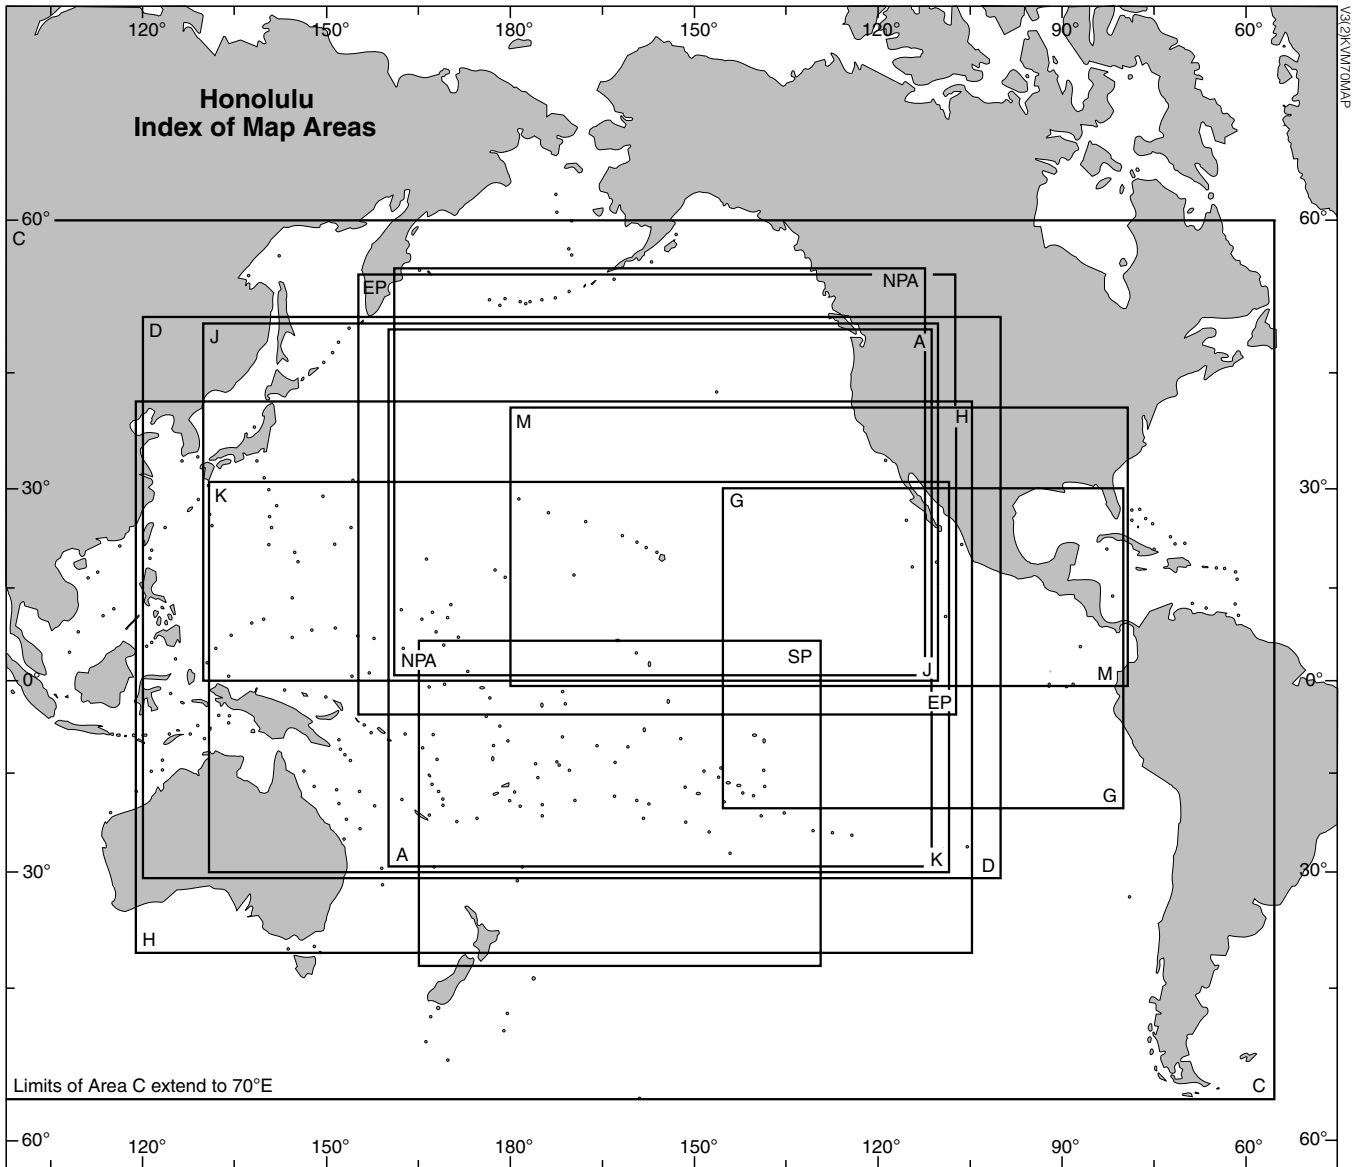 120° 150° 180° 150° 120° 90° 60°
V3(2)KVM70MAP
Honolulu
Index of Map Areas
60° 60°
C
EP NPA
D J A
M H
30° K G 30°
NPA SP J M
0° 0°
EP
G
A K D
30° 30°
H
Limits of Area C extend to 70°E C
60° 60°
120° 150° 180° 150° 120° 90° 60°